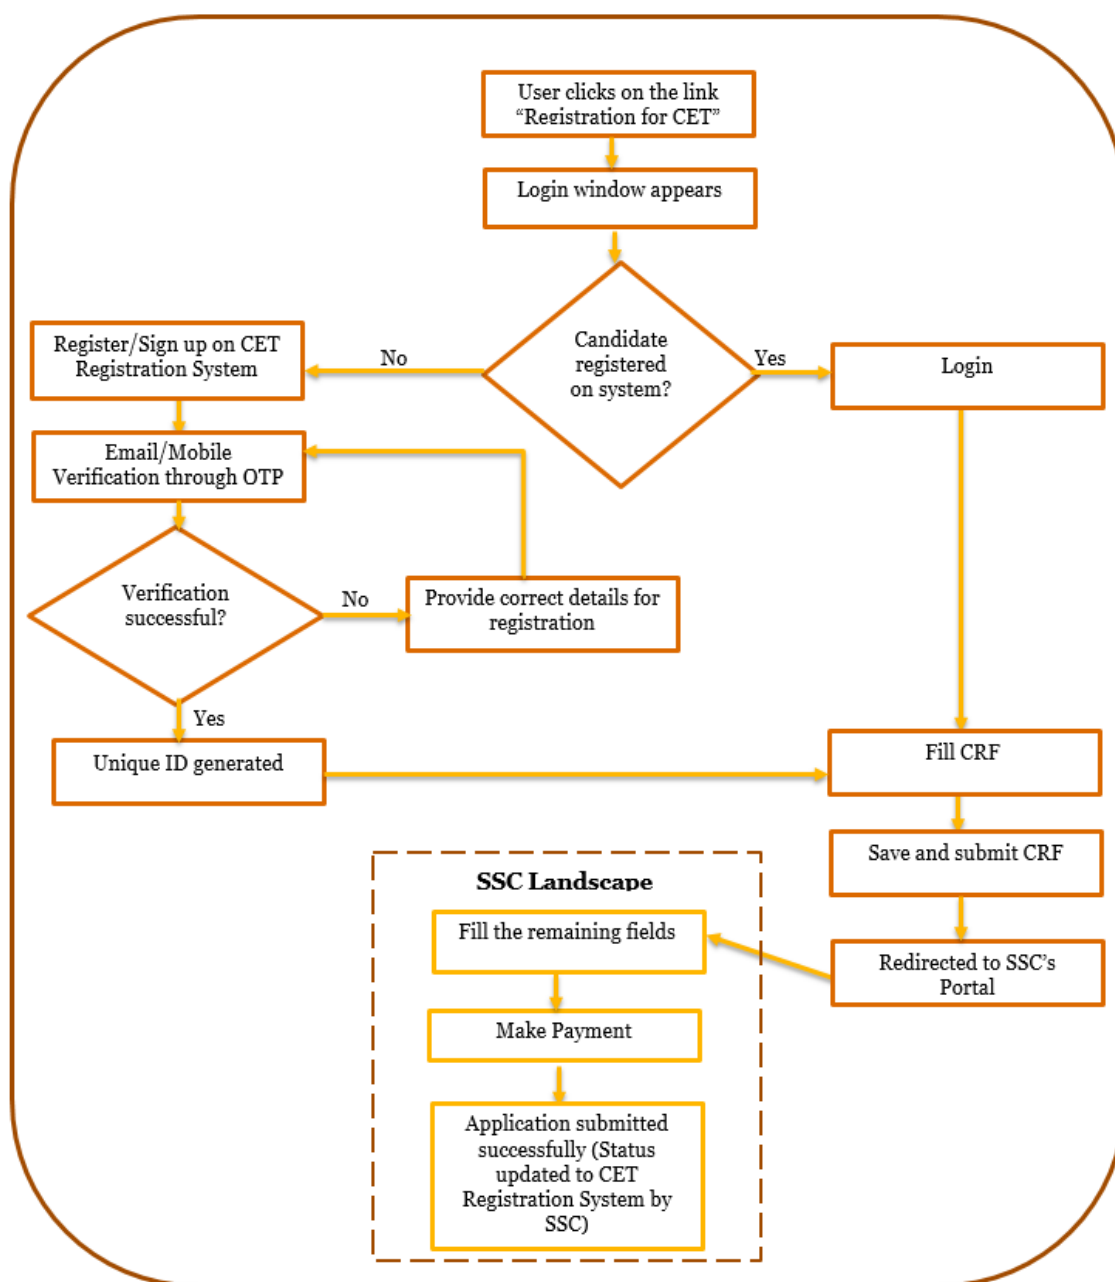 User clicks on the link
“Registration for CET”
Login window appears
Candidate
registered
on system?
No
Yes
Register/Sign up on CET
Registration System
Login
Email/Mobile
Verification through OTP
Verification
successful?
No
Provide correct details for
registration
Yes
Unique ID generated
Fill CRF
Save and submit CRF
Redirected to SSC’s
Portal
SSC Landscape
Fill the remaining fields
Make Payment
Application submitted
successfully (Status
updated to CET
Registration System by
SSC)